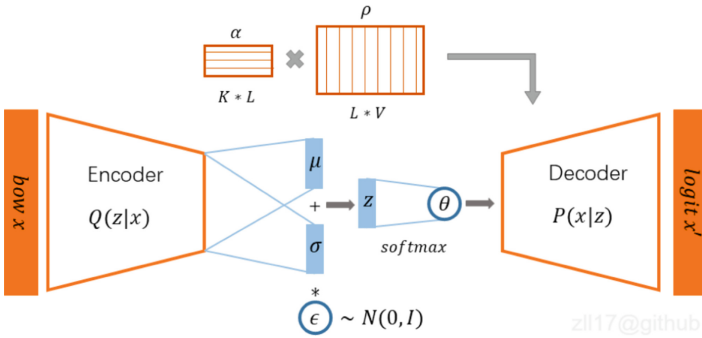 α
ρ
K * L
L * V
bow x
Encoder
Q(z|x)
μ
+
σ
*
ϵ ~ N(0, I)
z
θ
softmax
Decoder
P(x|z)
logit x'
zll17@github